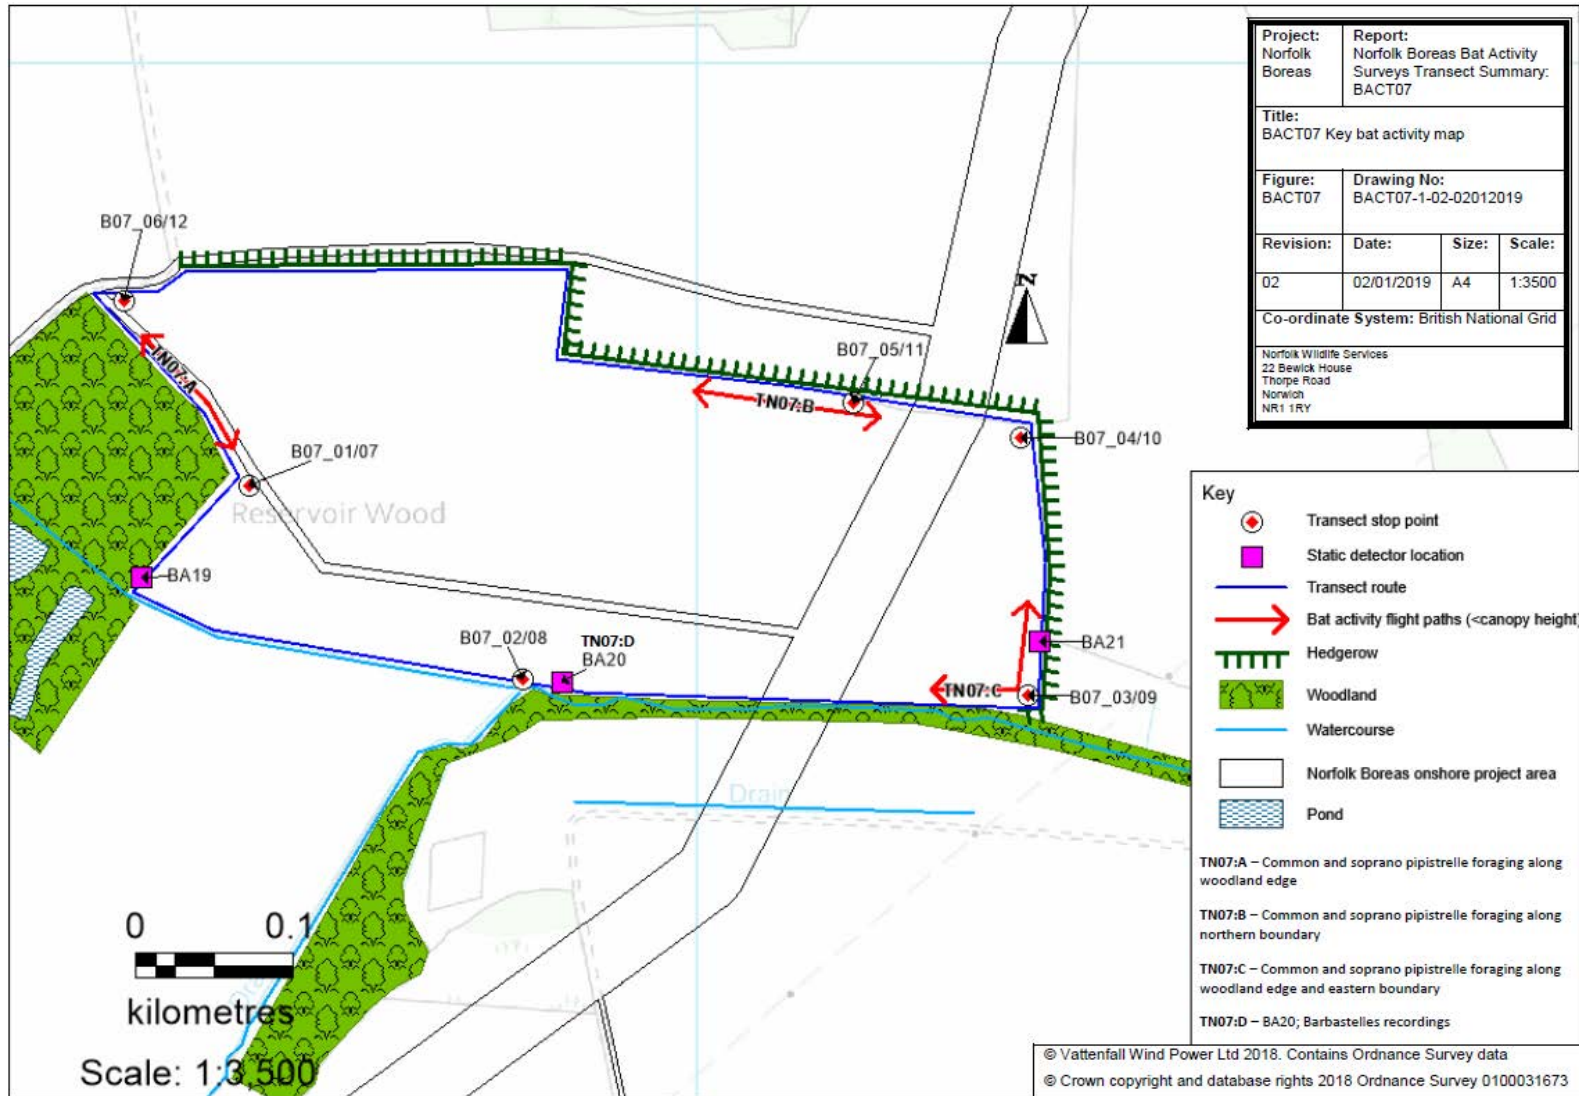 Project:
Norfolk
Boreas
Report:
Norfolk Boreas Bat Activity
Surveys Transect Summary:
BACT07
Title:
BACT07 Key bat activity map
Figure:
BACT07
Drawing No:
BACT07-1-02-02012019
Revision:
Date:
Size:
Scale:
02
02/01/2019
A4
1:3500
Co-ordinate System: British National Grid
Norfolk Wildlife Services
22 Bewick House
Thorpe Road
Norwich
NR1 1RY
B07_06/12
N
TN07:A
B07_05/11
TN07:B
B07_04/10
B07_01/07
Reservoir Wood
BA19
B07_02/08
TN07:D
BA20
BA21
TN07:C
B07_03/09
Drain
Drain
0 0.1
kilometres
Scale: 1:3,500
Key
Transect stop point
Static detector location
Transect route
Bat activity flight paths (<canopy height)
Hedgerow
Woodland
Watercourse
Norfolk Boreas onshore project area
Pond
TN07:A – Common and soprano pipistrelle foraging along
woodland edge
TN07:B – Common and soprano pipistrelle foraging along
northern boundary
TN07:C – Common and soprano pipistrelle foraging along
woodland edge and eastern boundary
TN07:D – BA20; Barbastelles recordings
© Vattenfall Wind Power Ltd 2018. Contains Ordnance Survey data
© Crown copyright and database rights 2018 Ordnance Survey 0100031673